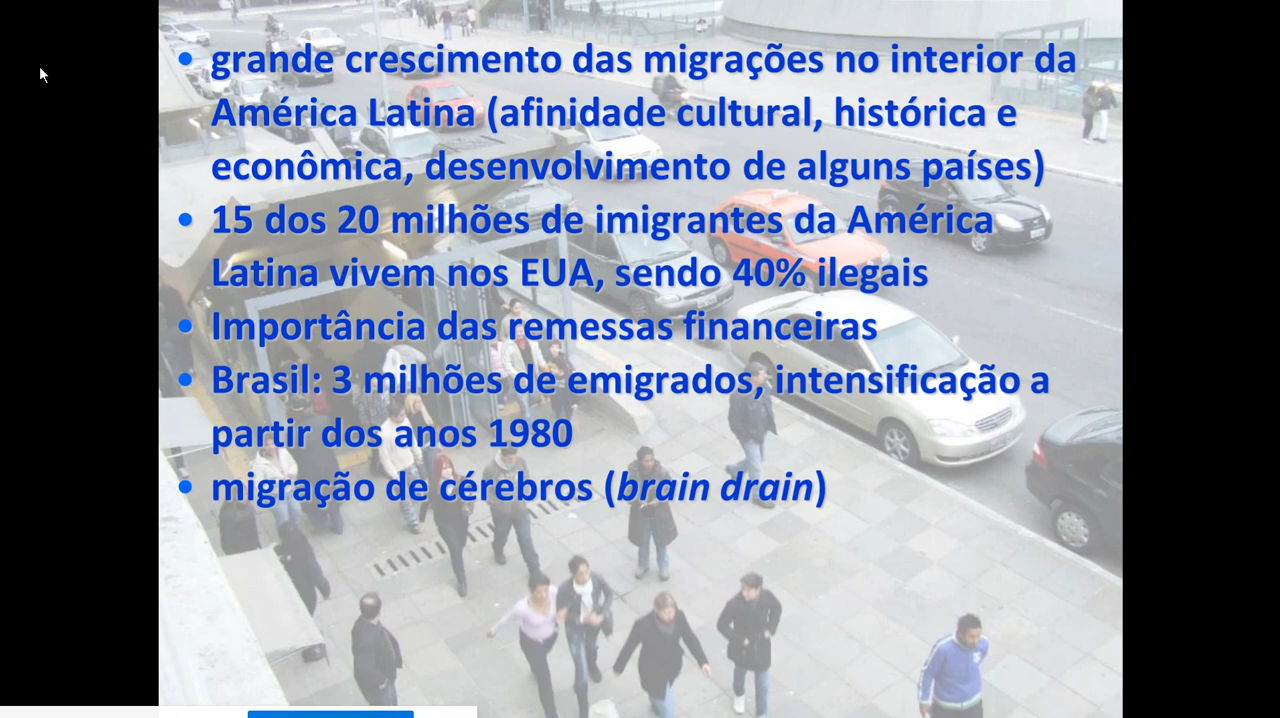 • grande crescimento das migrações no interior da
América Latina (afinidade cultural, histórica e
econômica, desenvolvimento de alguns países)
• 15 dos 20 milhões de imigrantes da América
Latina vivem nos EUA, sendo 40% ilegais
• Importância das remessas financeiras
• Brasil: 3 milhões de emigrados, intensificação a
partir dos anos 1980
• migração de cérebros (brain drain)